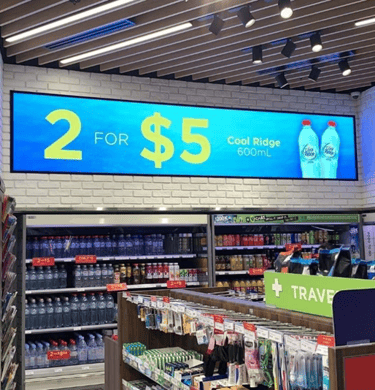 2 FOR $5
Cool Ridge
600mL
TRAVE